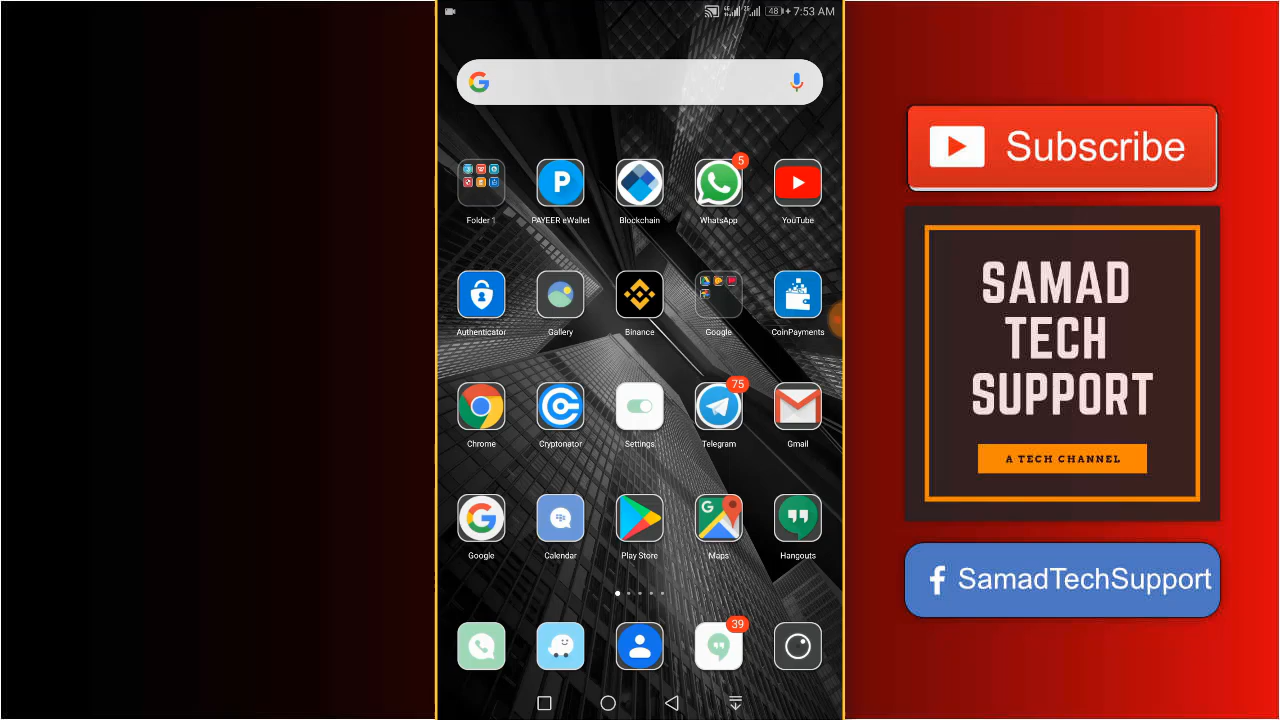 48 7:53 AM
Folder 1
PAYEER eWallet
Blockchain
5
WhatsApp
YouTube
Authenticator
Gallery
Binance
Google
CoinPayments
Chrome
Cryptonator
Settings
75
Telegram
Gmail
Google
Calendar
Play Store
Maps
Hangouts
39
Subscribe
SAMAD
TECH
SUPPORT
A TECH CHANNEL
SamadTechSupport